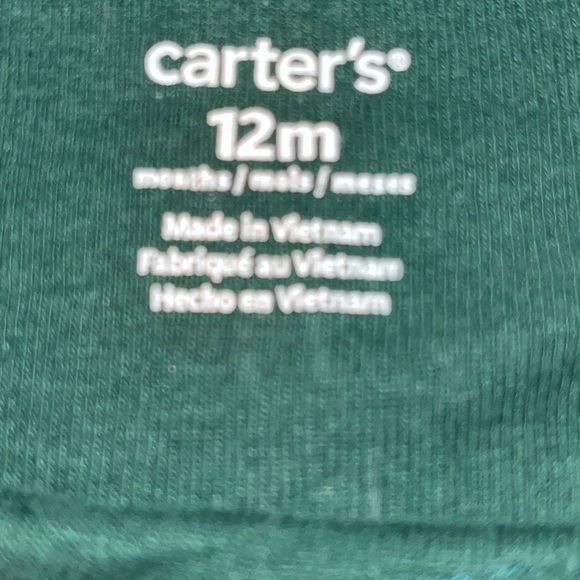 carter's®
12m
months / mois / meses
Made in Vietnam
Fabriqué au Vietnam
Hecho en Vietnam